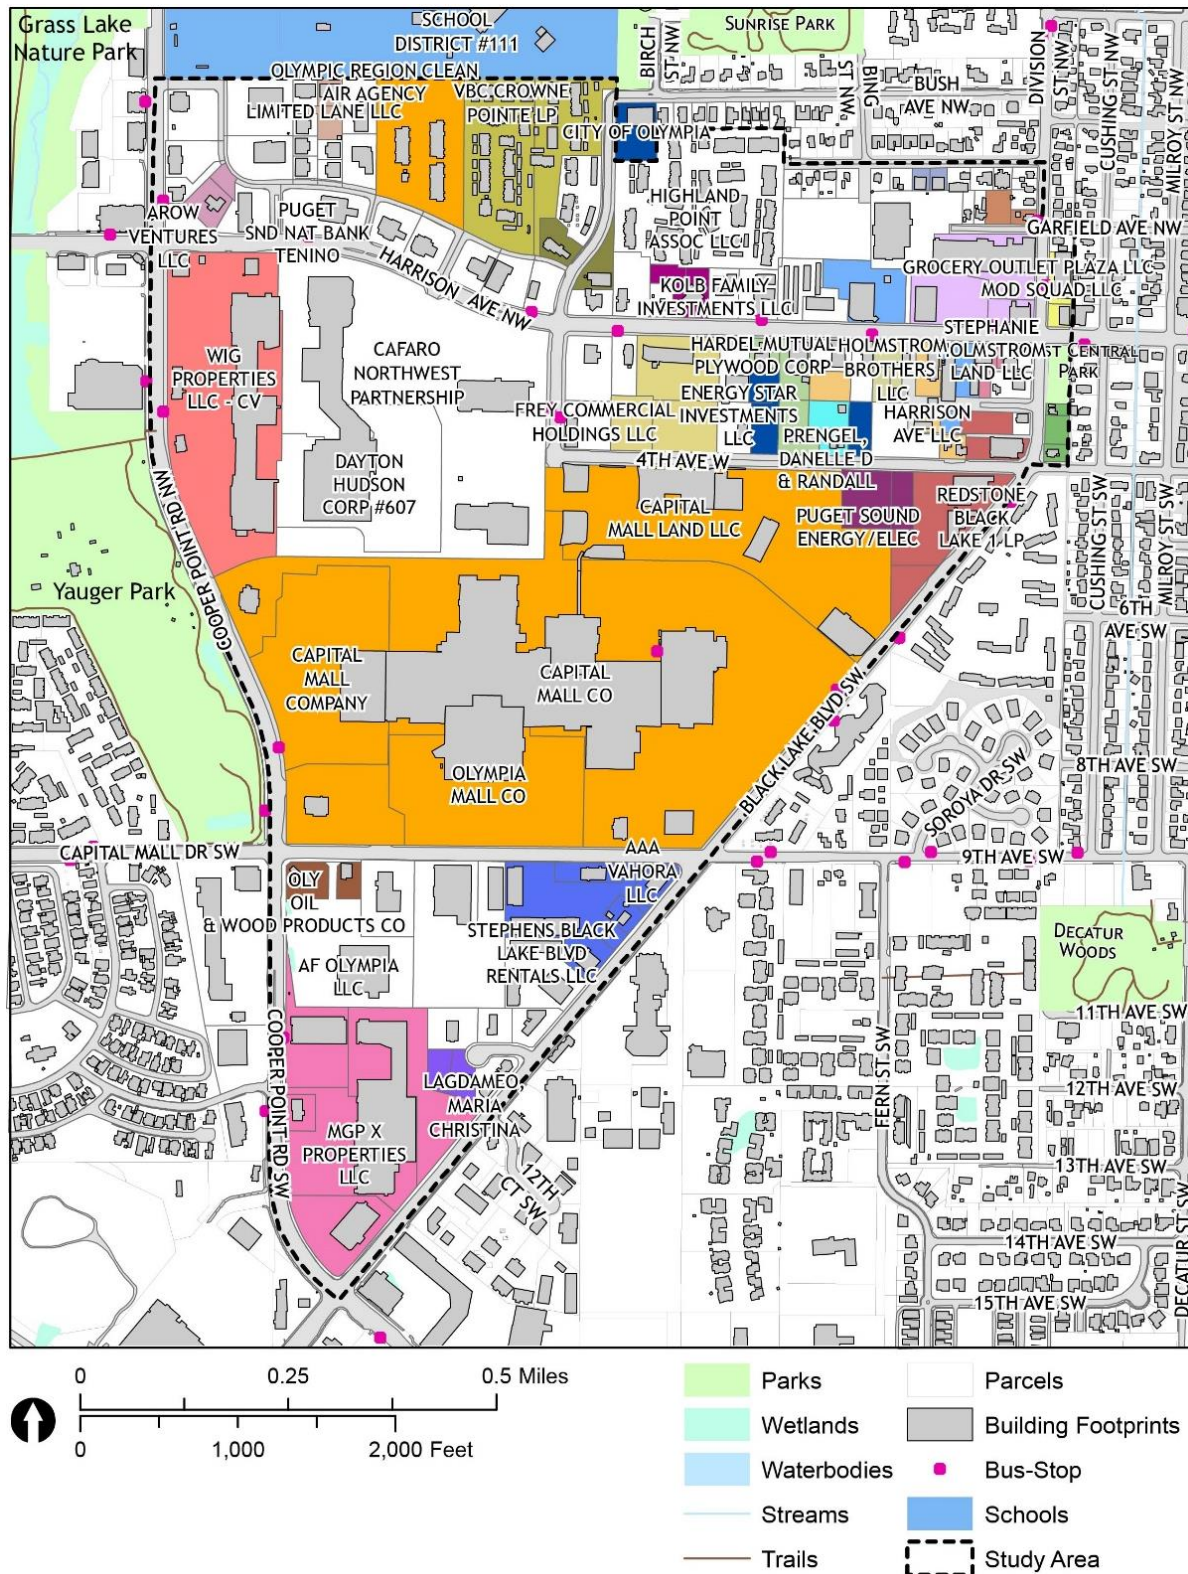 Grass Lake
Nature Park
SCHOOL
DISTRICT #111
Sunrise Park
BIRCH
ST NW
ST NW
BING
BUSH
AVE NW
DIVISION
ST NW
CUSHING ST NW
MILROY ST NW
OLYMPIC REGION CLEAN
AIR AGENCY
LIMITED LANE LLC
VBC CROWNE
POINTE LP
CITY OF OLYMPIA
AROW
VENTURES
LLC
PUGET
SND NAT BANK
TENINO
HARRISON AVE NW
HIGHLAND
POINT
ASSOC LLC
GARFIELD AVE NW
GROCERY OUTLET PLAZA LLC
MOD SQUAD LLC
KOLB FAMILY
INVESTMENTS LLC
WIG
PROPERTIES
LLC - CV
CAFARO
NORTHWEST
PARTNERSHIP
HARDEL MUTUAL
PLYWOOD CORP
HOLMSTROM
BROTHERS
LLC
STEPHANIE
HOLMSTROM
LAND LLC
ST CENTRAL
PARK
ENERGY STAR
INVESTMENTS
LLC
FREY COMMERCIAL
HOLDINGS LLC
HARRISON
AVE LLC
PRENGEL,
DANELLE D
& RANDALL
4TH AVE W
DAYTON
HUDSON
CORP #607
CAPITAL
MALL LAND LLC
PUGET SOUND
ENERGY/ELEC
REDSTONE
BLACK
LAKE 1 LP
COOPER POINT RD NW
CUSHING ST SW
MILROY ST SW
Yauger Park
6TH
AVE SW
CAPITAL
MALL
COMPANY
CAPITAL
MALL CO
BLACK LAKE BLVD SW
OLYMPIA
MALL CO
8TH AVE SW
SOROYA DR SW
CAPITAL MALL DR SW
AAA
VAHORA
LLC
9TH AVE SW
OLY
OIL
& WOOD PRODUCTS CO
STEPHENS BLACK
LAKE BLVD
RENTALS LLC
DECATUR
WOODS
AF OLYMPIA
LLC
11TH AVE SW
COOPER POINT RD SW
FERN ST SW
LAGDAMEO
MARIA
CHRISTINA
12TH AVE SW
MGP X
PROPERTIES
LLC
12TH
CT SW
13TH AVE SW
14TH AVE SW
DECATUR ST SW
15TH AVE SW
0 0.25 0.5 Miles
0 1,000 2,000 Feet
Parks
Wetlands
Waterbodies
Streams
Trails
Parcels
Building Footprints
Bus-Stop
Schools
Study Area